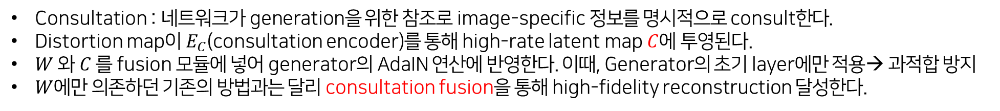 • Consultation : 네트워크가 generation을 위한 참조로 image-specific 정보를 명시적으로 consult한다.
• Distortion map이 E_C(consultation encoder)를 통해 high-rate latent map C에 투영된다.
• W 와 C 를 fusion 모듈에 넣어 generator의 AdaIN 연산에 반영한다. 이때, Generator의 초기 layer에만 적용→ 과적합 방지
• W에만 의존하던 기존의 방법과는 달리 consultation fusion을 통해 high-fidelity reconstruction 달성한다.